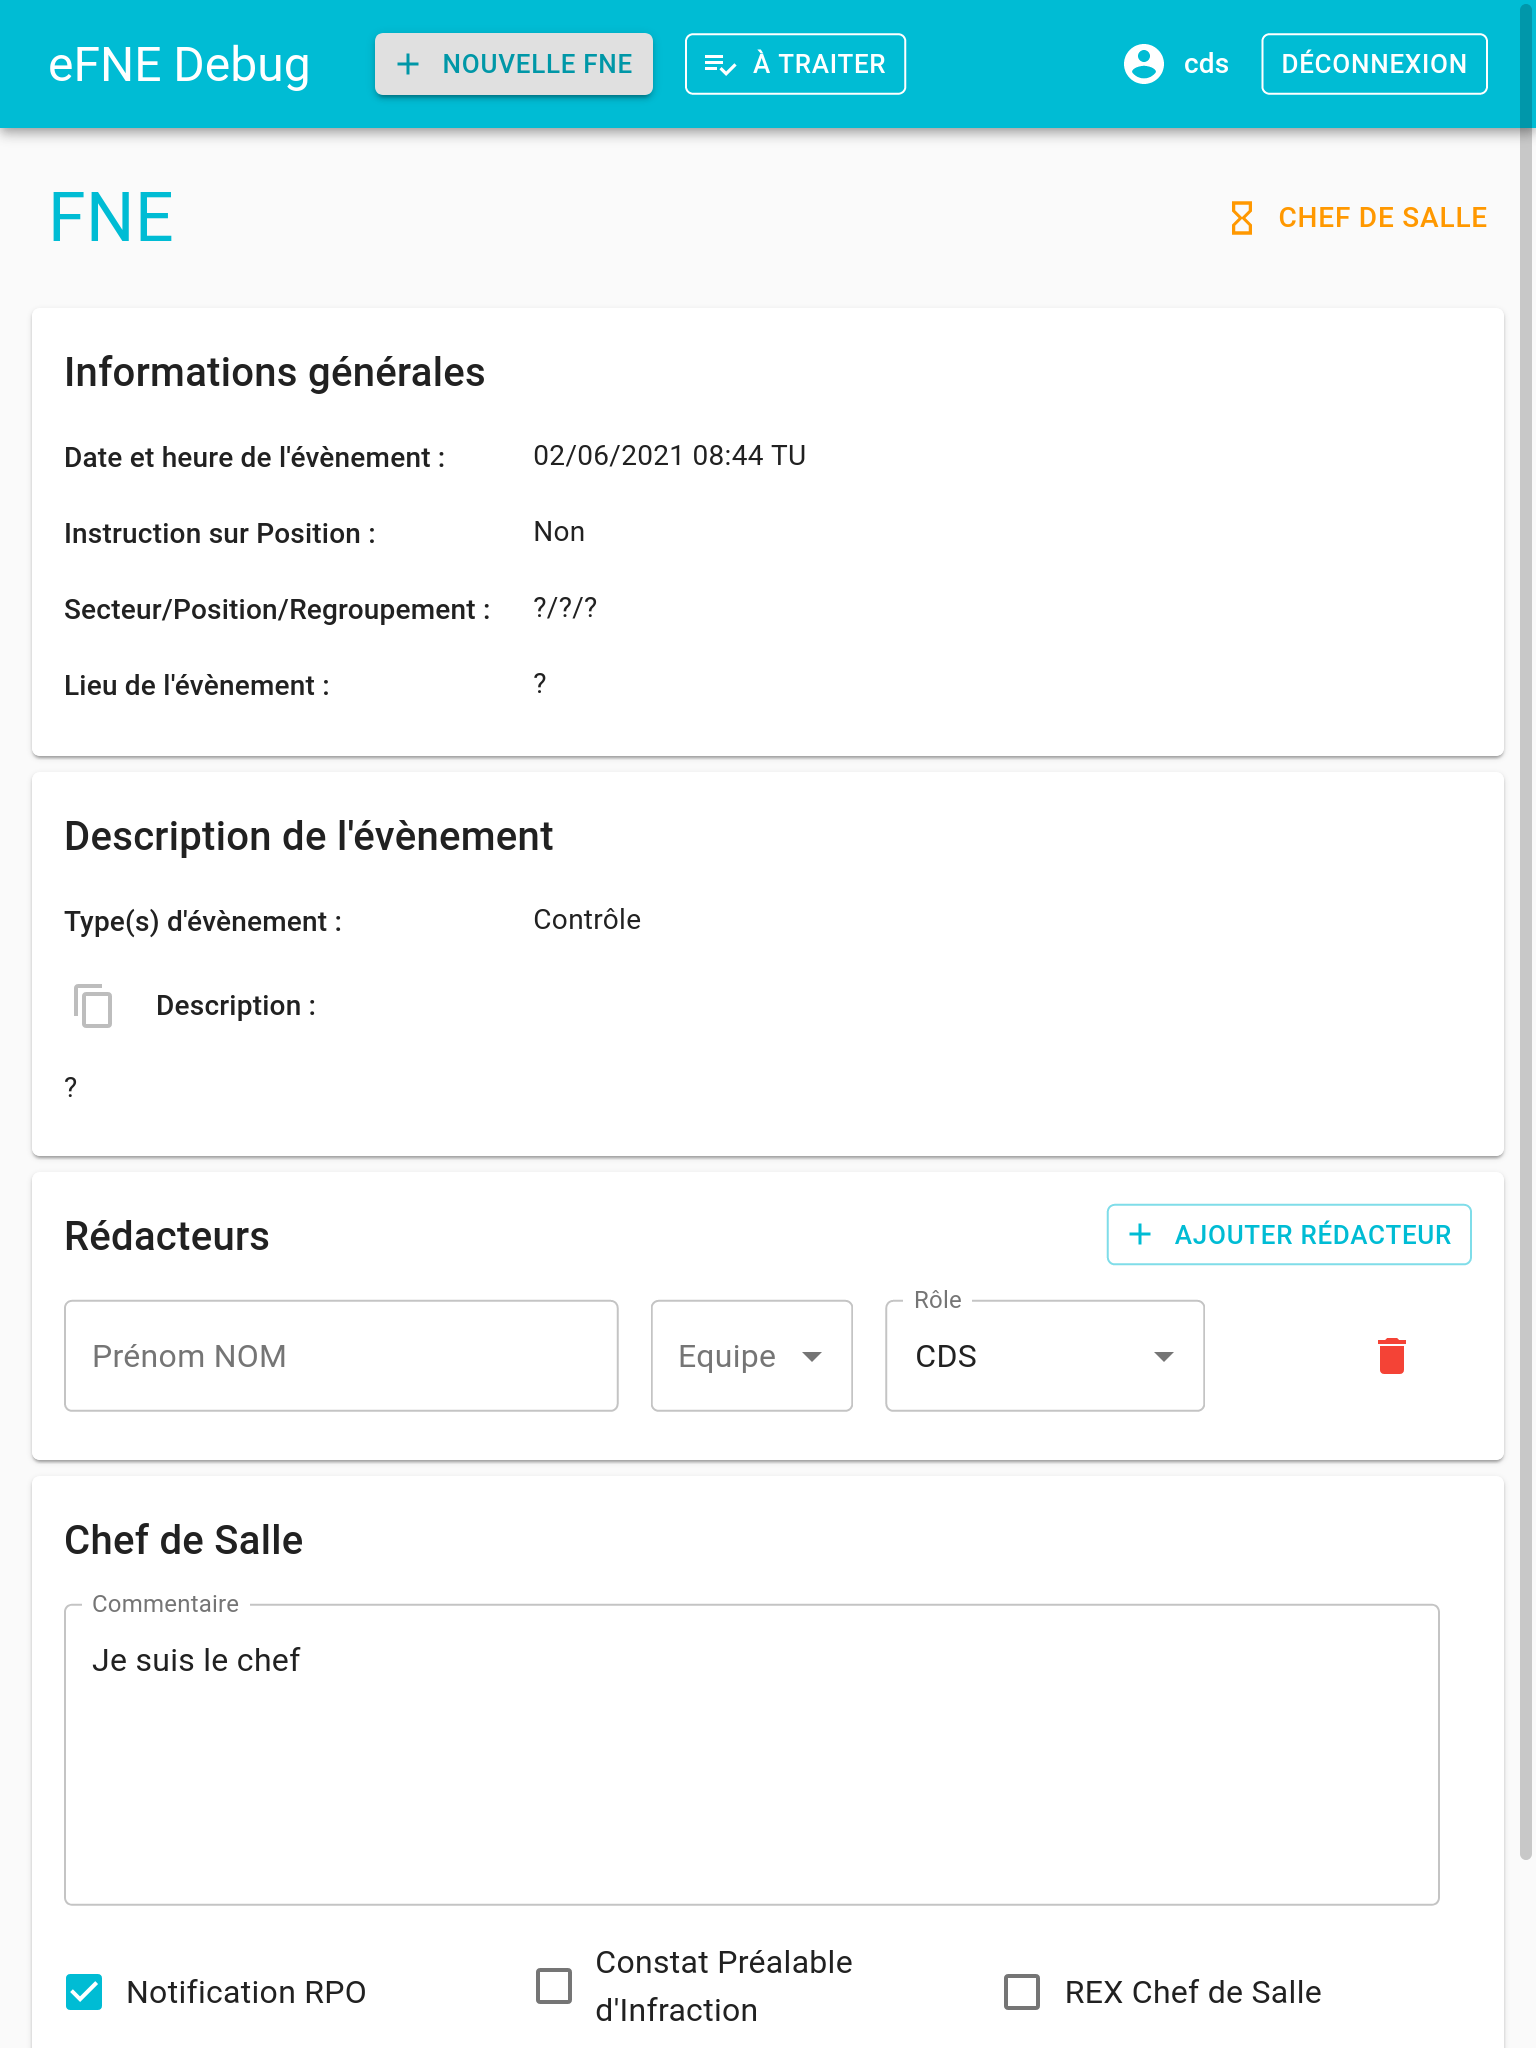 eFNE Debug
NOUVELLE FNE
À TRAITER
cds
DÉCONNEXION
FNE
CHEF DE SALLE
Informations générales
Date et heure de l'évènement : 02/06/2021 08:44 TU
Instruction sur Position : Non
Secteur/Position/Regroupement : ?/?/?
Lieu de l'évènement : ?
Description de l'évènement
Type(s) d'évènement : Contrôle
Description :
?
Rédacteurs
AJOUTER RÉDACTEUR
Prénom NOM
Equipe
Rôle
CDS
Chef de Salle
Commentaire
Je suis le chef
Notification RPO
Constat Préalable
d'Infraction
REX Chef de Salle